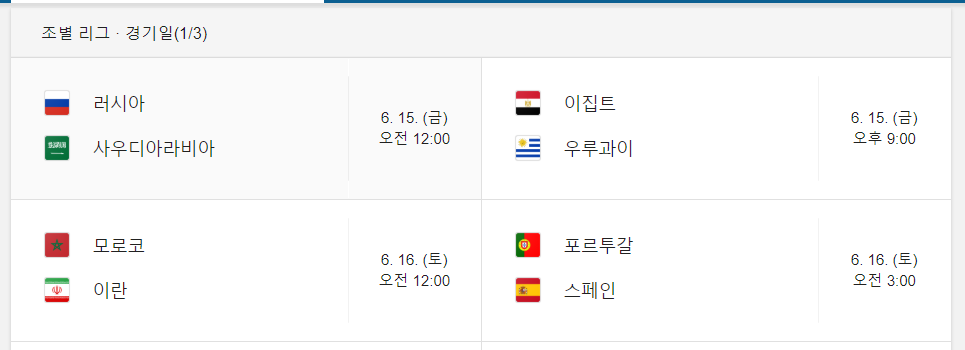 조별 리그 · 경기일(1/3)
러시아
사우디아라비아
6. 15. (금)
오전 12:00
이집트
우루과이
6. 15. (금)
오후 9:00
모로코
이란
6. 16. (토)
오전 12:00
포르투갈
스페인
6. 16. (토)
오전 3:00